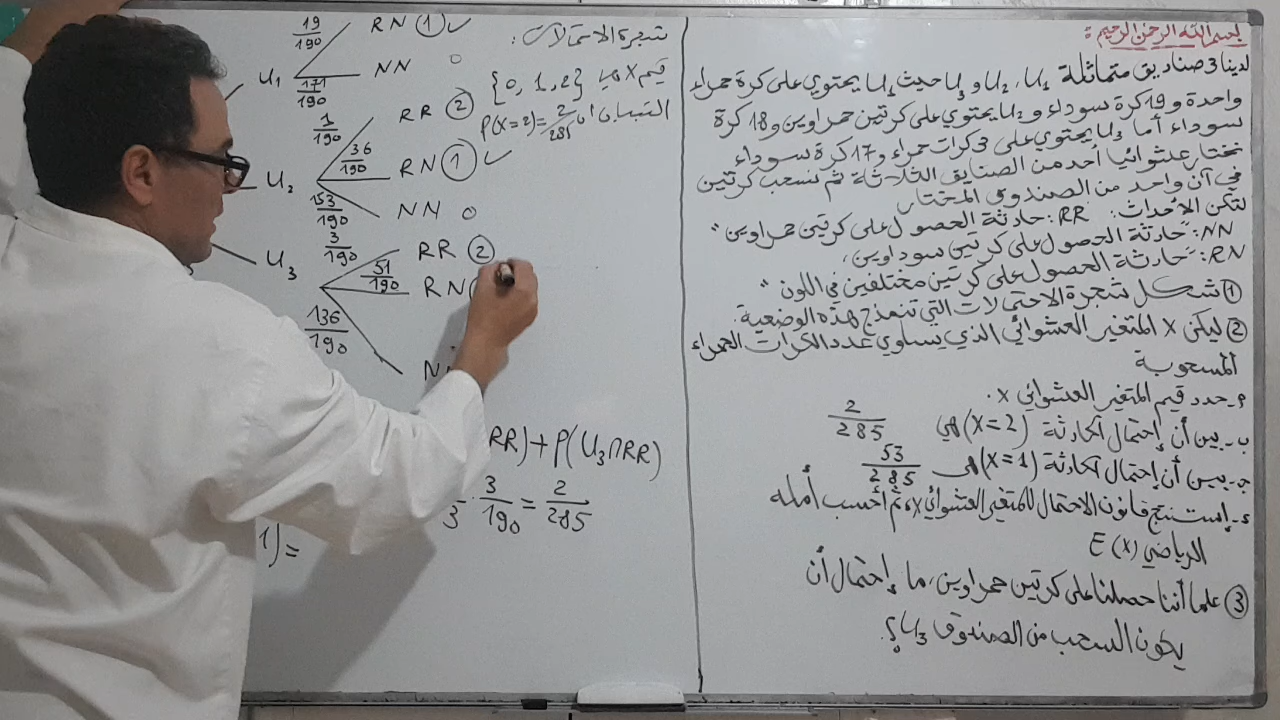 بسم الله الرحمن الرحيم :
لدينا 3 صناديق متماثلة U₁، U₂ و U₃ حيث U₁ يحتوي على كرة حمراء
واحدة و 19 كرة سوداء و U₂ يحتوي على كرتين حمراوين و 18 كرة
سوداء أما U₃ يحتوي على 3 كرات حمراء و 17 كرة سوداء
نختار عشوائيا أحد من الصناديق الثلاثة ثم نسحب كرتين
في آن واحد من الصندوق المختار
لتكن الأحداث: RR: حادثة الحصول على كرتين حمراوين"
NN: حادثة الحصول على كرتين سوداوين،
RN: حادثة الحصول على كرتين مختلفين في اللون"
① شكل شجرة الاحتمالات التي تنمذج هذه الوضعية.
② ليكن X المتغير العشوائي الذي يساوي عدد الكرات الحمراء
المسحوبة
أ- حدد قيم المتغير العشوائي X.
ب- بين أن إحتمال الحادثة (X=2) هي 2/285
ج- بين أن إحتمال الحادثة (X=1) هي 53/285
د- إستنتج قانون الاحتمال للمتغير العشوائي X، ثم أحسب أمله
الرياضي E(X)
③ علما أننا حصلنا على كرتين حمراوين، ما إحتمال أن
يكون السحب من الصندوق U₃؟
شجرة الاحتمالات:
قيم X هي {0, 1, 2}
P(X=2)=2/285
19/190 RN ① ✓
U₁
171/190 NN 0
1/190 RR ②
U₂ 36/190 RN ① ✓
153/190 NN 0
3/190 RR ②
U₃ 51/190 RN
136/190
RR)+P(U₃∩RR)
3 · 3/190 = 2/285
1)=